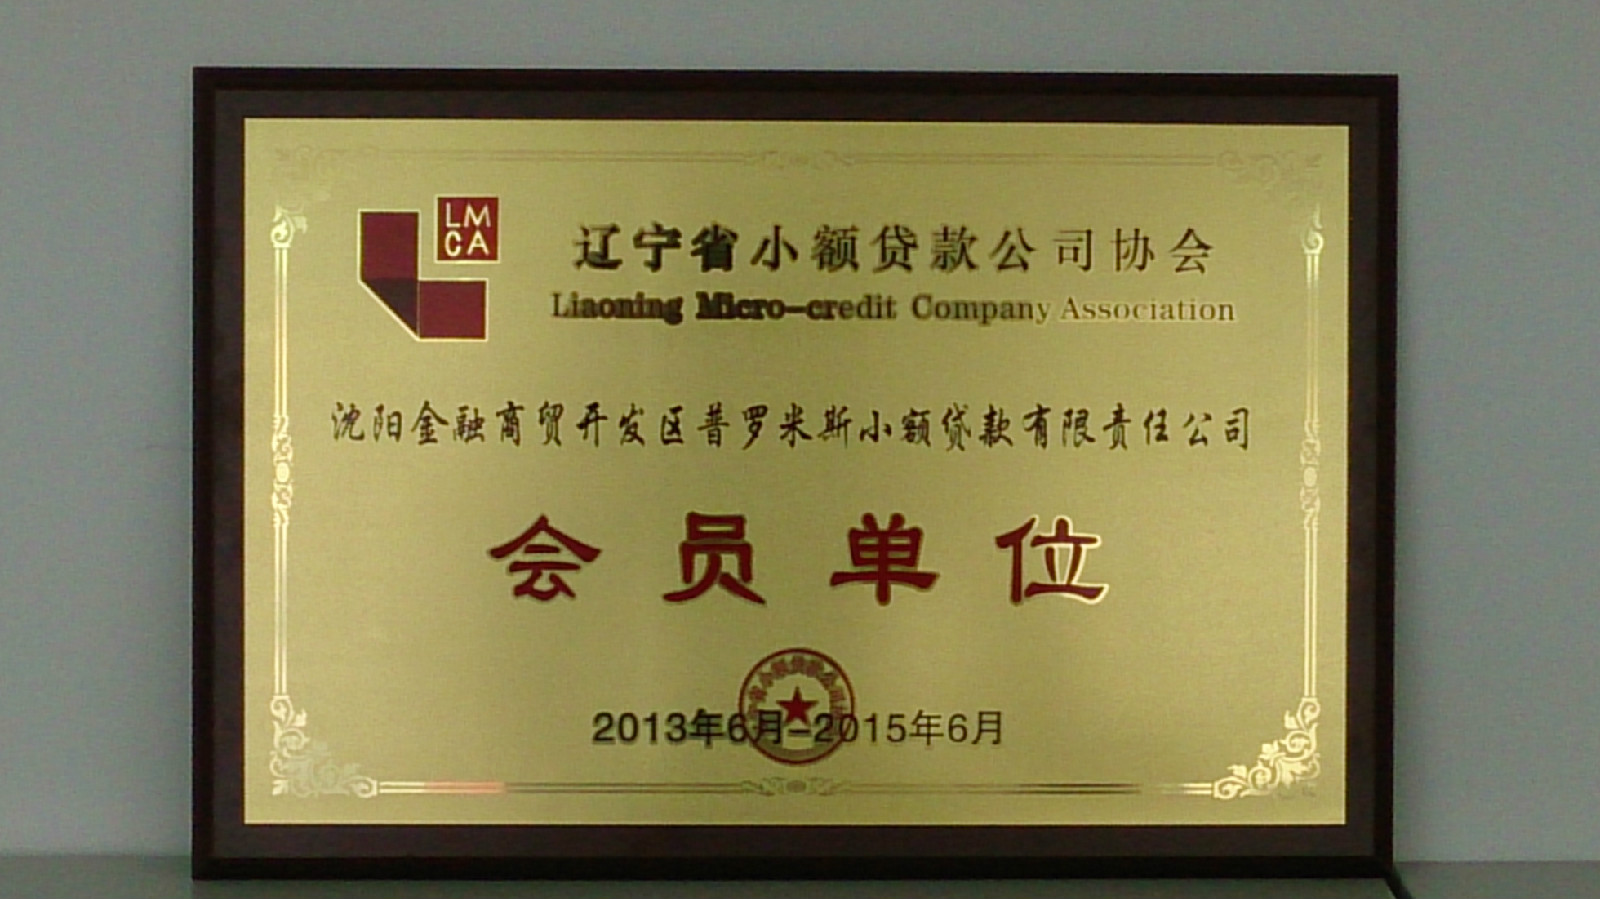 LM
CA
辽宁省小额贷款公司协会
Liaoning Micro-credit Company Association
沈阳金融商贸开发区普罗米斯小额贷款有限责任公司
会员单位
2013年6月-2015年6月